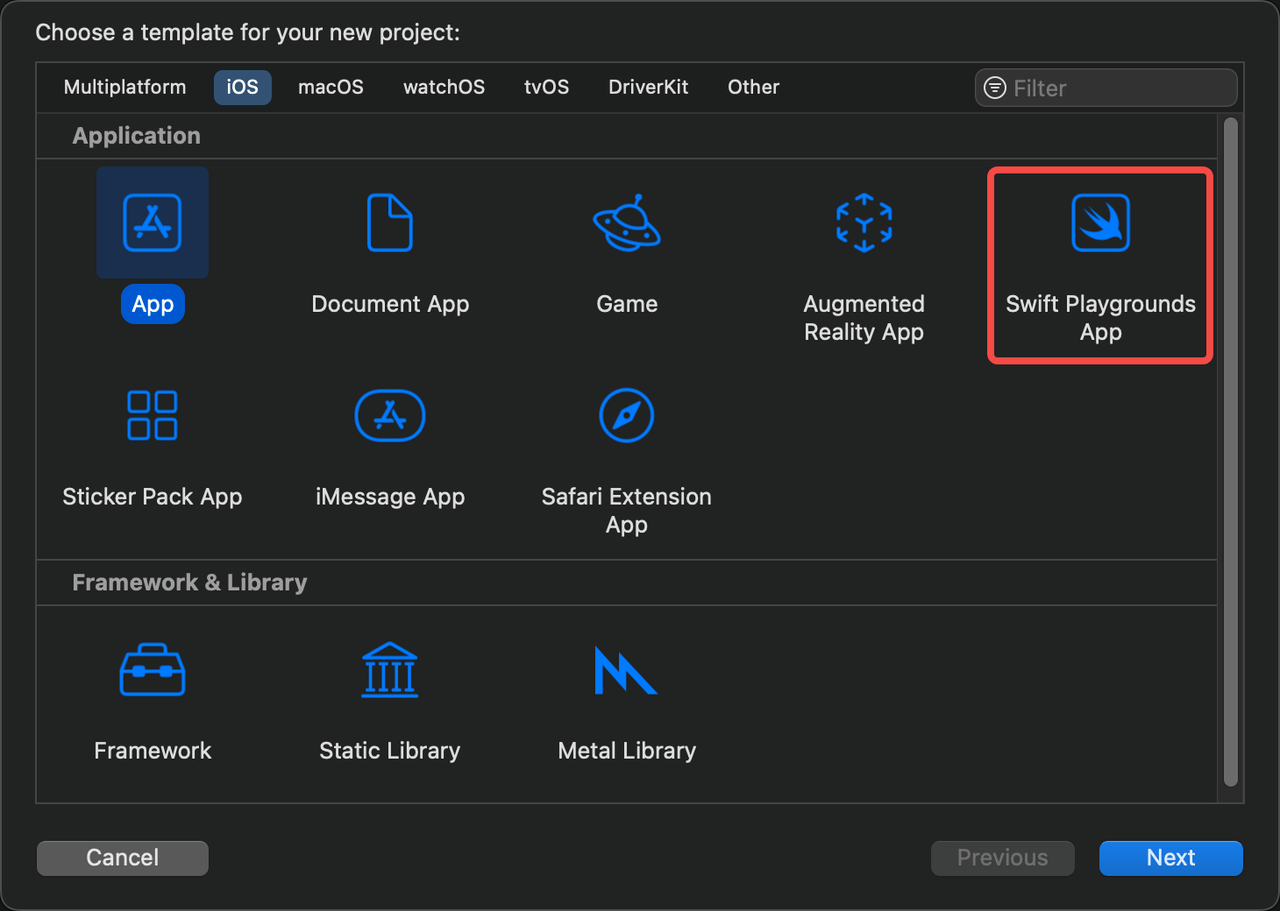 Choose a template for your new project:
Multiplatform iOS macOS watchOS tvOS DriverKit Other Filter
Application
App Document App Game Augmented Reality App Swift Playgrounds App
Sticker Pack App iMessage App Safari Extension App
Framework & Library
Framework Static Library Metal Library
Cancel Previous Next